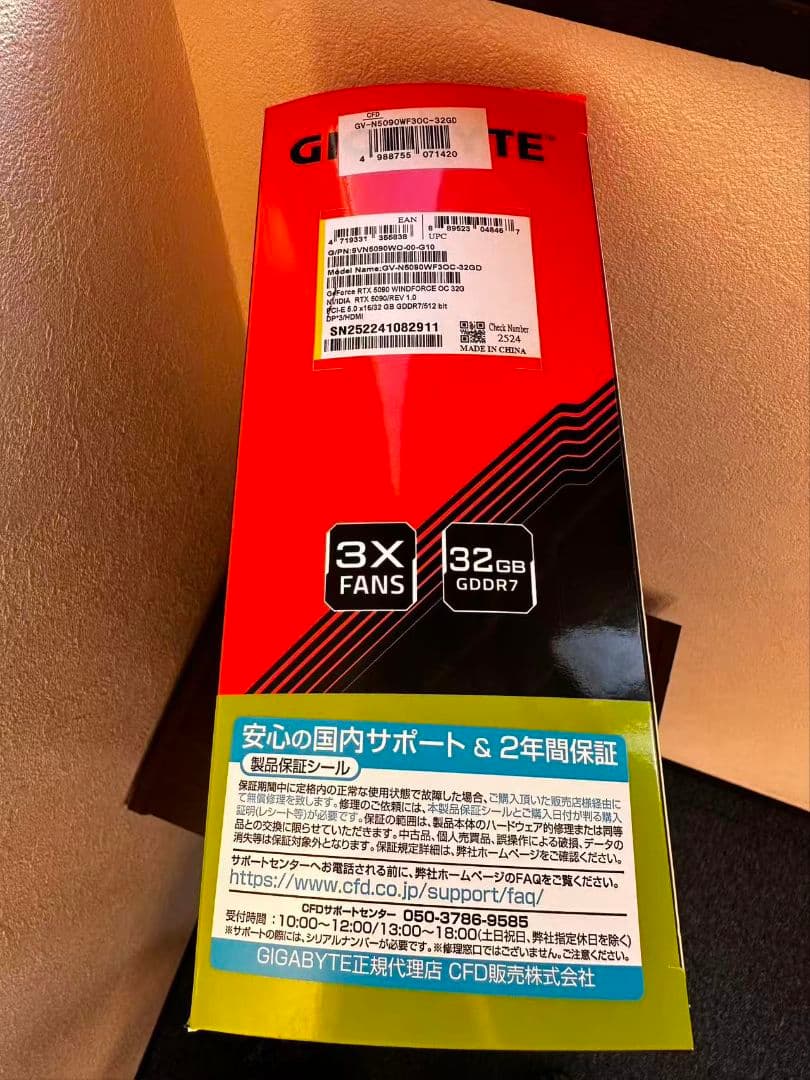 CFD
GV-N5090WF3OC-32GD
4 988755 071420
GI TE™
EAN
4 719331 355838
8 89523 04846 7
UPC
G/PN:9VN5090WO-00-G10
Model Name:GV-N5090WF3OC-32GD
GeForce RTX 5090 WINDFORCE OC 32G
NVIDIA RTX 5090/REV 1.0
PCI-E 5.0 x16/32 GB GDDR7/512 bit
DP*3/HDMI
SN252241082911
Check Number
2524
MADE IN CHINA
3X
FANS
32GB
GDDR7
安心の国内サポート & 2年間保証
製品保証シール
保証期間中に定格内の正常な使用状態で故障した場合、ご購入頂いた販売店様経由に
て無償修理を致します。修理のご依頼には、本製品保証シールとご購入日付が判る購入
証明(レシート等)が必要です。保証の範囲は、製品本体のハードウェア的修理または同等
品との交換に限らせていただきます。中古品、個人売買品、誤操作による破損、データの
消失等は保証対象外となります。保証規定詳細は、弊社ホームページをご確認ください。
サポートセンターへお電話される前に、弊社ホームページのFAQをご覧ください。
https://www.cfd.co.jp/support/faq/
CFDサポートセンター 050-3786-9585
受付時間：10:00～12:00/13:00～18:00(土日祝日、弊社指定休日を除く)
※サポートの際には、シリアルナンバーが必要です。※修理窓口ではございません。ご注意ください。
GIGABYTE正規代理店 CFD販売株式会社